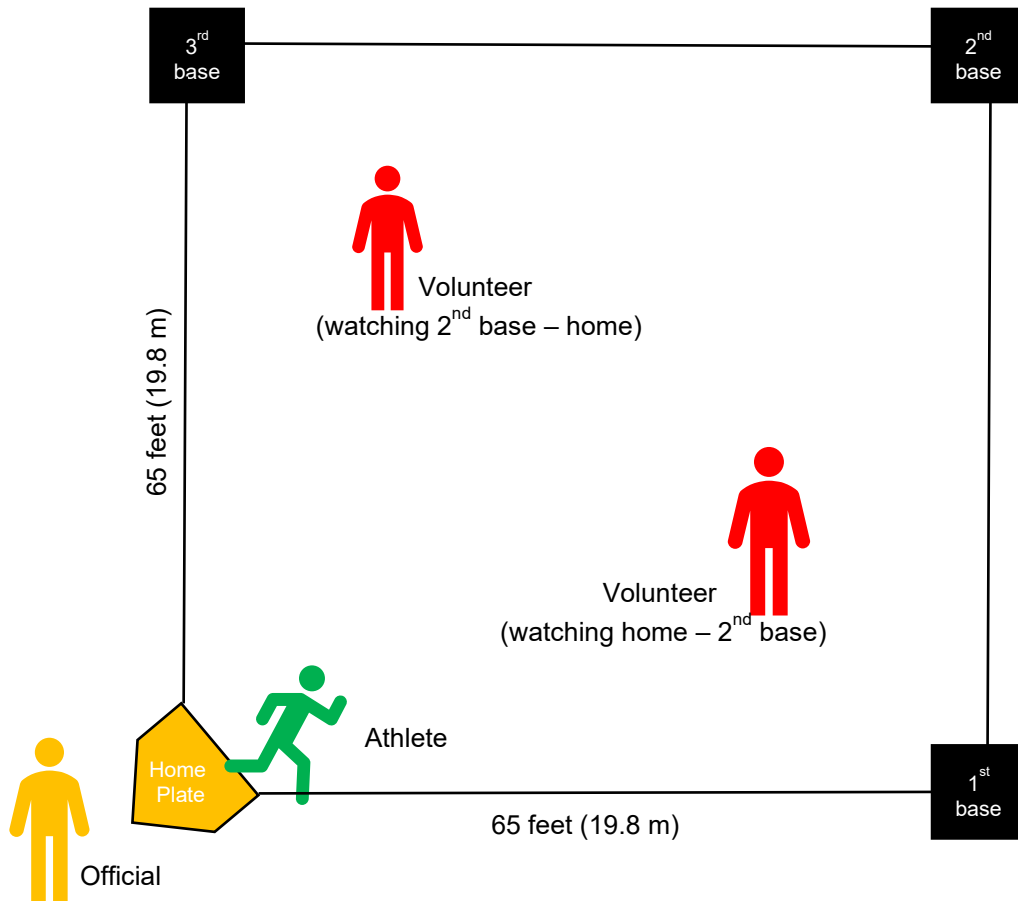 3rd
base
2nd
base
Volunteer
(watching 2nd base – home)
65 feet (19.8 m)
Volunteer
(watching home – 2nd base)
Athlete
Home
Plate
1st
base
65 feet (19.8 m)
Official